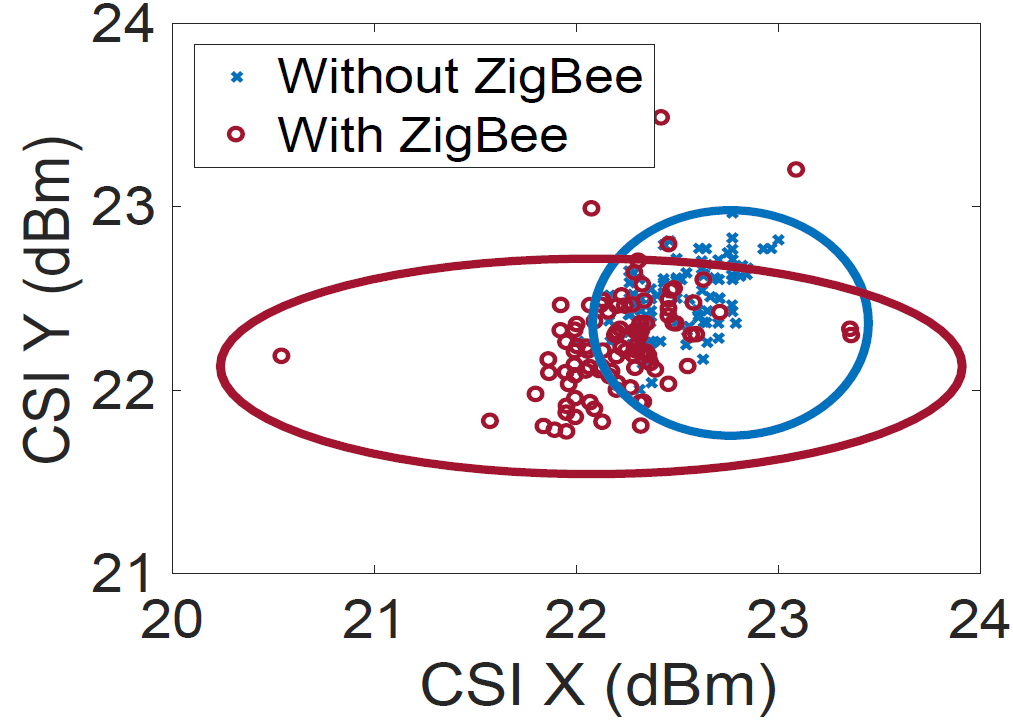 24
Without ZigBee
With ZigBee
23
CSI Y (dBm)
22
21
20 21 22 23 24
CSI X (dBm)